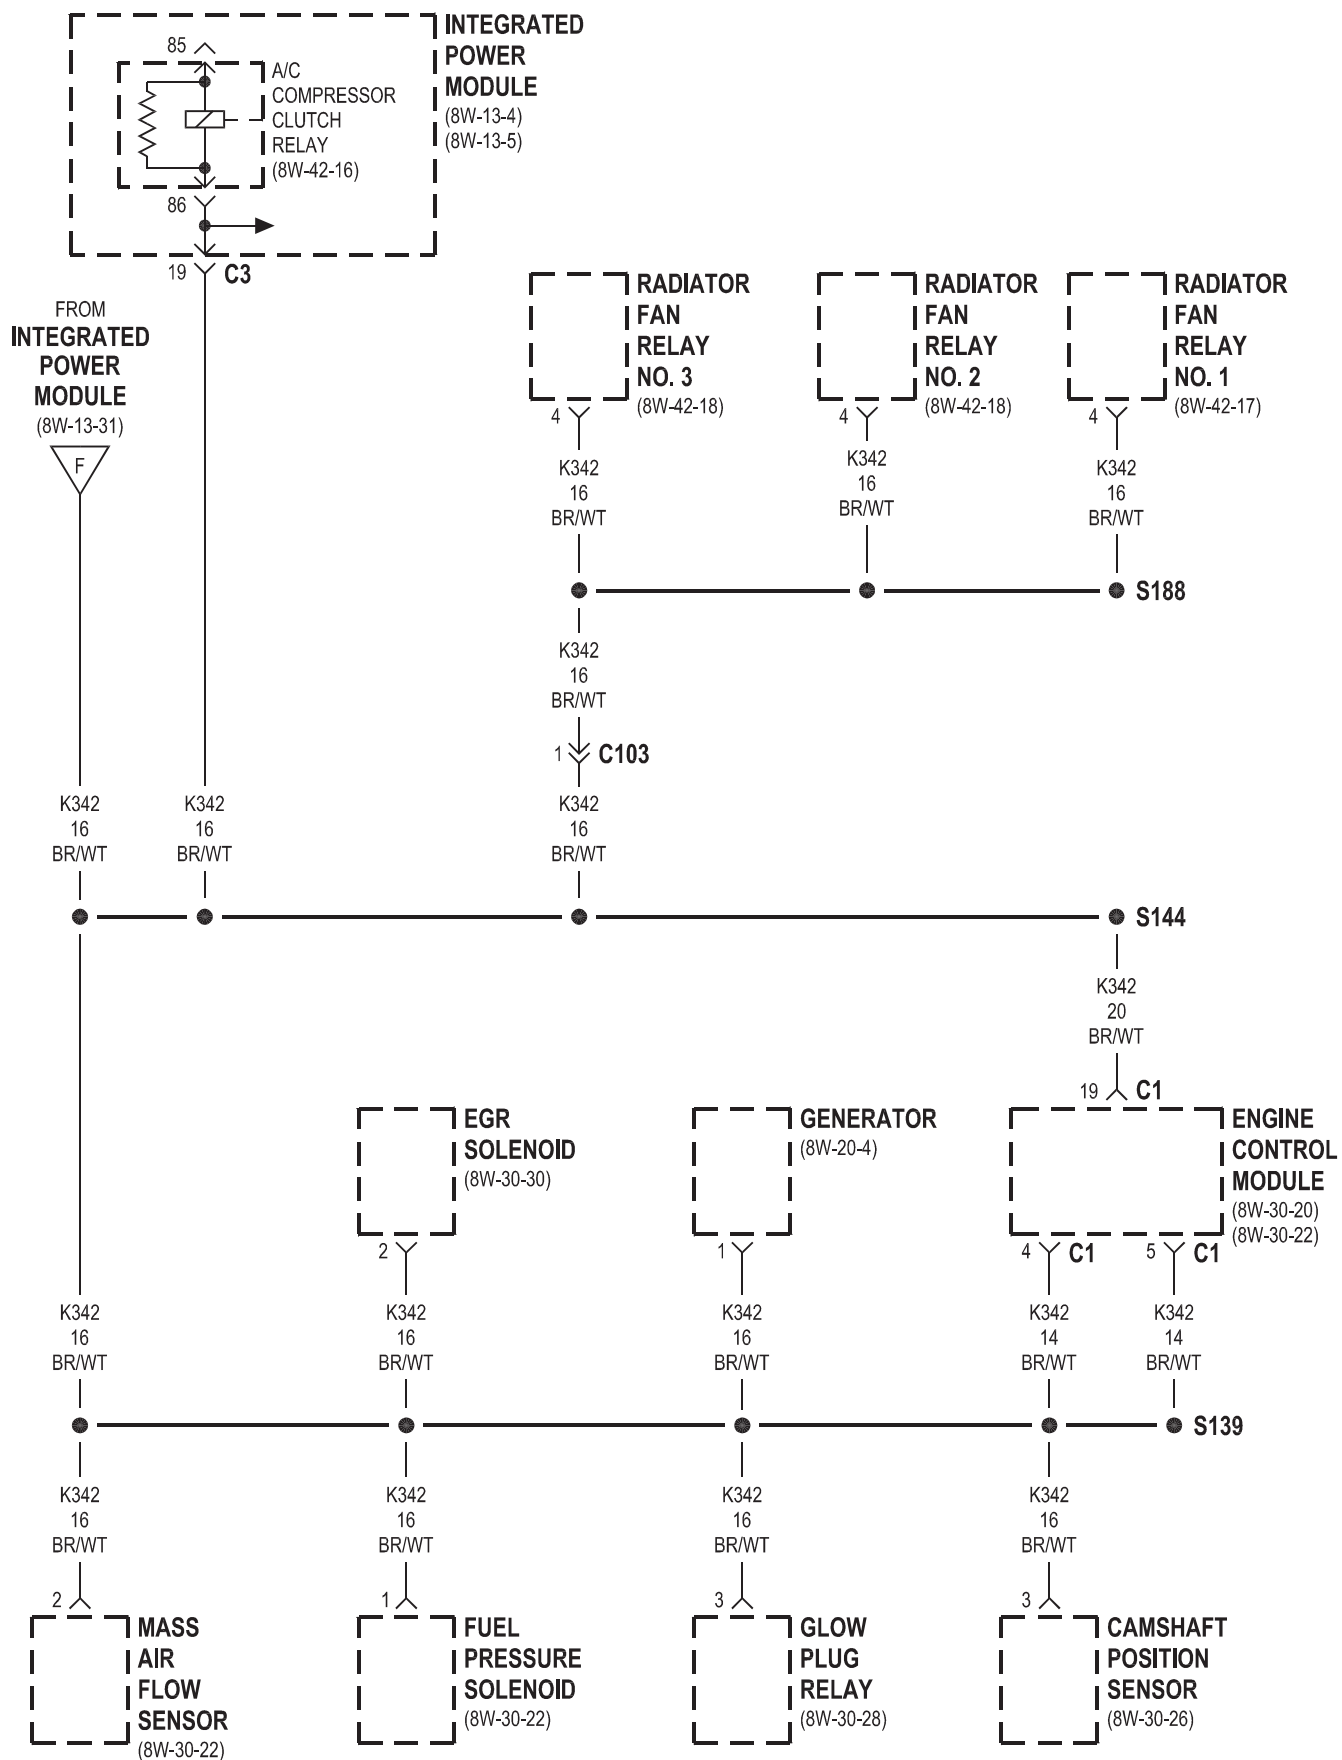 INTEGRATED
POWER
MODULE
(8W-13-4)
(8W-13-5)
85
A/C
COMPRESSOR
CLUTCH
RELAY
(8W-42-16)
86
19
C3
FROM
INTEGRATED
POWER
MODULE
(8W-13-31)
F
RADIATOR
FAN
RELAY
NO. 3
(8W-42-18)
4
RADIATOR
FAN
RELAY
NO. 2
(8W-42-18)
4
RADIATOR
FAN
RELAY
NO. 1
(8W-42-17)
4
K342
16
BR/WT
K342
16
BR/WT
K342
16
BR/WT
S188
K342
16
BR/WT
1
C103
K342
16
BR/WT
K342
16
BR/WT
K342
16
BR/WT
S144
K342
20
BR/WT
19
C1
EGR
SOLENOID
(8W-30-30)
2
GENERATOR
(8W-20-4)
1
ENGINE
CONTROL
MODULE
(8W-30-20)
(8W-30-22)
4
C1
5
C1
K342
16
BR/WT
K342
16
BR/WT
K342
16
BR/WT
K342
14
BR/WT
K342
14
BR/WT
S139
K342
16
BR/WT
K342
16
BR/WT
K342
16
BR/WT
K342
16
BR/WT
2
MASS
AIR
FLOW
SENSOR
(8W-30-22)
1
FUEL
PRESSURE
SOLENOID
(8W-30-22)
3
GLOW
PLUG
RELAY
(8W-30-28)
3
CAMSHAFT
POSITION
SENSOR
(8W-30-26)